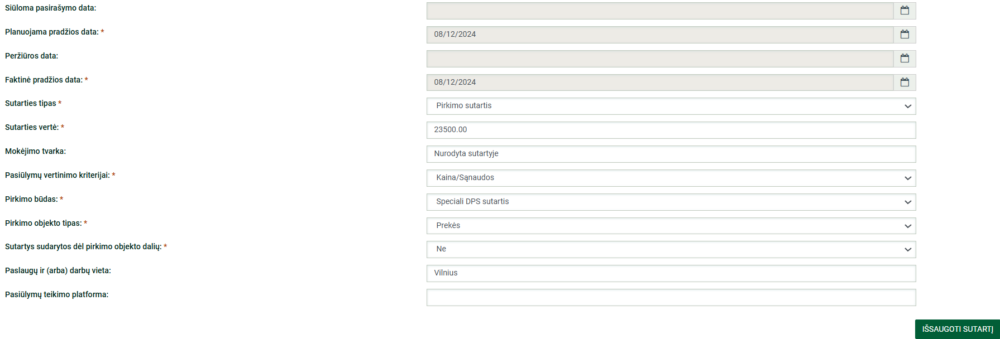 Siūloma pasirašymo data:
Planuojama pradžios data: *
08/12/2024
Peržiūros data:
Faktinė pradžios data: *
08/12/2024
Sutarties tipas *
Pirkimo sutartis
Sutarties vertė: *
23500.00
Mokėjimo tvarka:
Nurodyta sutartyje
Pasiūlymų vertinimo kriterijai: *
Kaina/Sąnaudos
Pirkimo būdas: *
Speciali DPS sutartis
Pirkimo objekto tipas: *
Prekės
Sutartys sudarytos dėl pirkimo objekto dalių: *
Ne
Paslaugų ir (arba) darbų vieta:
Vilnius
Pasiūlymų teikimo platforma:
IŠSAUGOTI SUTARTĮ